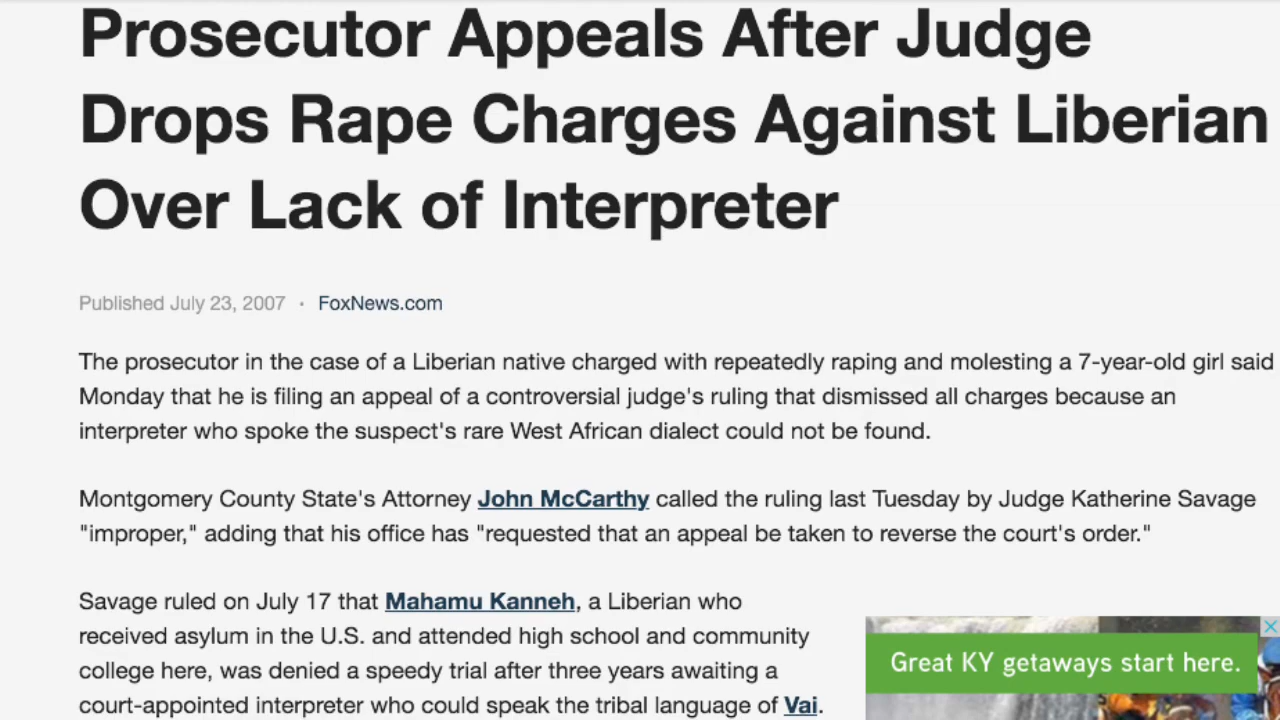 Prosecutor Appeals After Judge
Drops Rape Charges Against Liberian
Over Lack of Interpreter
Published July 23, 2007 · FoxNews.com
The prosecutor in the case of a Liberian native charged with repeatedly raping and molesting a 7-year-old girl said
Monday that he is filing an appeal of a controversial judge's ruling that dismissed all charges because an
interpreter who spoke the suspect's rare West African dialect could not be found.
Montgomery County State's Attorney John McCarthy called the ruling last Tuesday by Judge Katherine Savage
"improper," adding that his office has "requested that an appeal be taken to reverse the court's order."
Savage ruled on July 17 that Mahamu Kanneh, a Liberian who
received asylum in the U.S. and attended high school and community
college here, was denied a speedy trial after three years awaiting a
court-appointed interpreter who could speak the tribal language of Vai.
Great KY getaways start here.